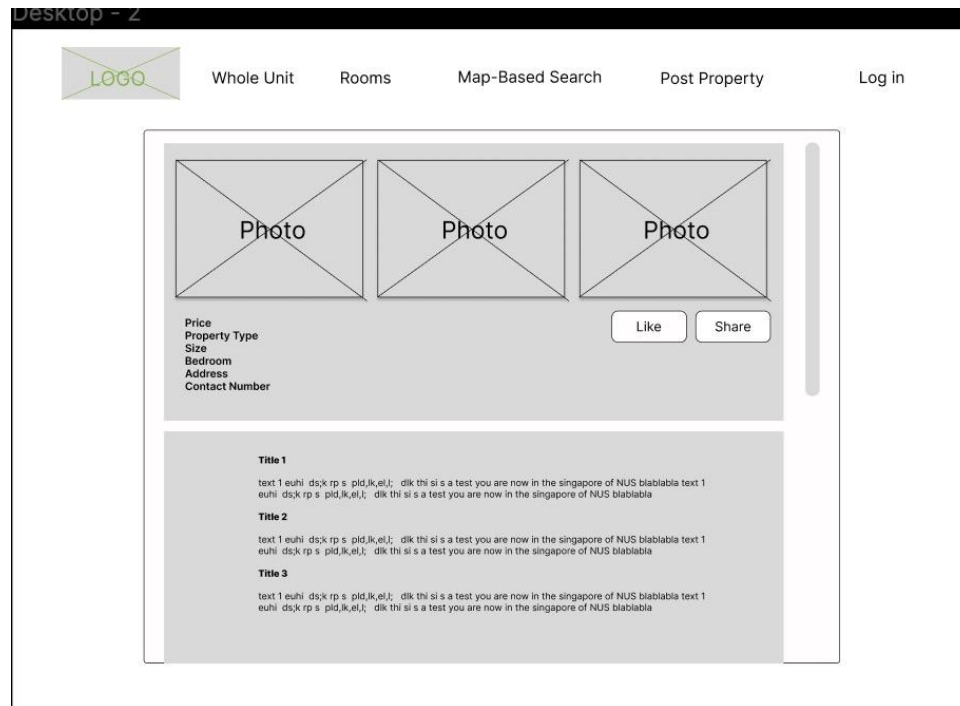 Desktop - 2
LOGO
Whole Unit
Rooms
Map-Based Search
Post Property
Log in
Photo
Photo
Photo
Like
Share
Price
Property Type
Size
Bedroom
Address
Contact Number
Title 1
text 1 euhi ds;k rp s pld,lk,el,l; dlk thi si s a test you are now in the singapore of NUS blablabla text 1
euhi ds;k rp s pld,lk,el,l; dlk thi si s a test you are now in the singapore of NUS blablabla
Title 2
text 1 euhi ds;k rp s pld,lk,el,l; dlk thi si s a test you are now in the singapore of NUS blablabla text 1
euhi ds;k rp s pld,lk,el,l; dlk thi si s a test you are now in the singapore of NUS blablabla
Title 3
text 1 euhi ds;k rp s pld,lk,el,l; dlk thi si s a test you are now in the singapore of NUS blablabla text 1
euhi ds;k rp s pld,lk,el,l; dlk thi si s a test you are now in the singapore of NUS blablabla